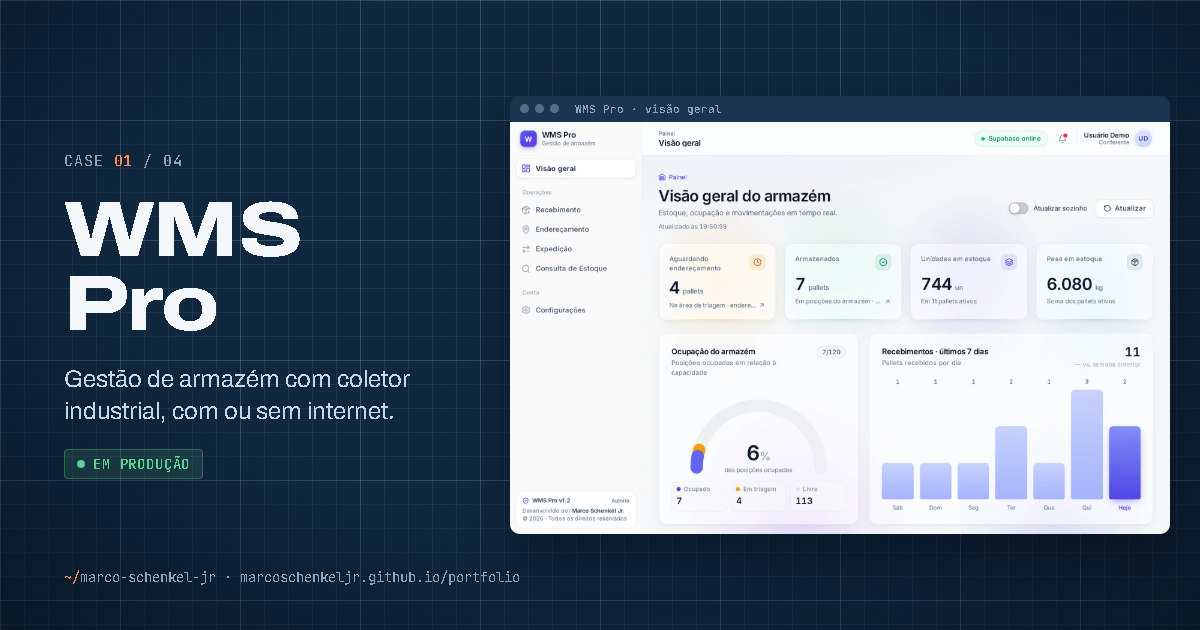 CASE 01 / 04
WMS
Pro
Gestão de armazém com coletor
industrial, com ou sem internet.
EM PRODUÇÃO
~/marco-schenkel-jr · marcoschenkeljr.github.io/portfolio
WMS Pro · visão geral
W
WMS Pro
Gestão de armazém
Visão geral
Operações
Recebimento
Endereçamento
Expedição
Consulta de Estoque
Conta
Configurações
WMS Pro v1.2 Autoria
Desenvolvido por Marco Schenkel Jr.
© 2026 · Todos os direitos reservados
Painel
Visão geral
Supabase online
Usuário Demo
Conferente
UD
Painel
Visão geral do armazém
Estoque, ocupação e movimentações em tempo real.
Atualizado às 19:50:59
Atualizar sozinho
Atualizar
Aguardando
endereçamento
4 pallets
Na área de triagem · endere... ↗
Armazenados
7 pallets
Em posições do armazém · ... ↗
Unidades em estoque
744 un
Em 11 pallets ativos
Peso em estoque
6.080 kg
Soma dos pallets ativos
Ocupação do armazém 7/120
Posições ocupadas em relação à
capacidade
6%
das posições ocupadas
Ocupado
7
Em triagem
4
Livre
113
Recebimentos · últimos 7 dias 11
Pallets recebidos por dia — vs. semana anterior
1 1 1 2 1 3 2
Sáb Dom Seg Ter Qua Qui Hoje